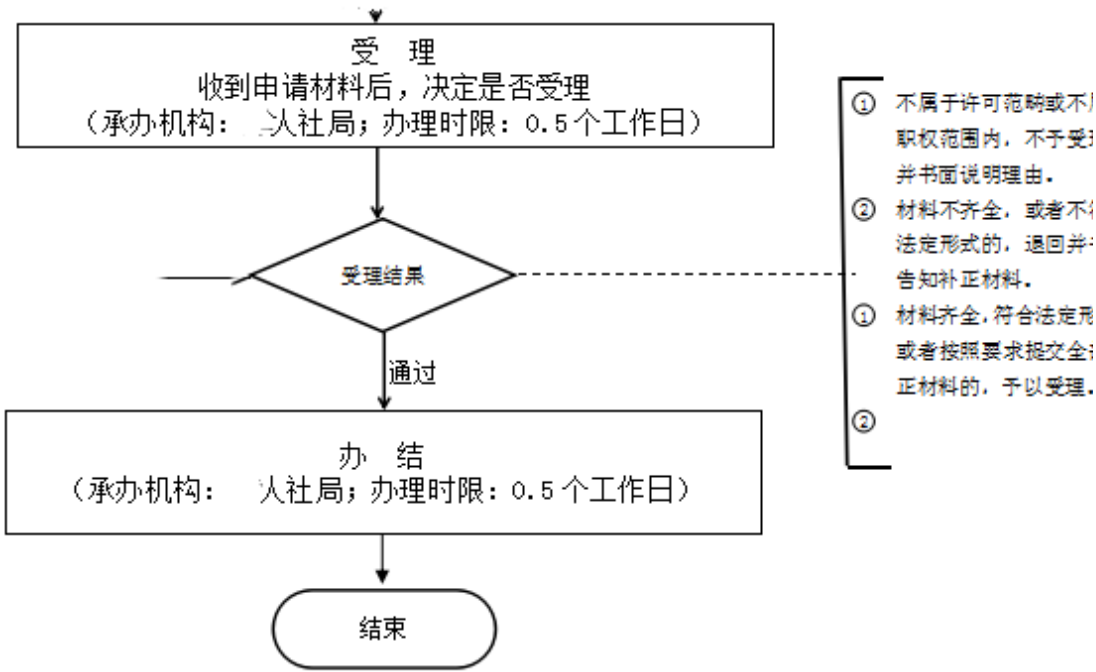 受 理
收到申请材料后，决定是否受理
（承办机构： 人社局；办理时限：0.5个工作日）
① 不属于许可范畴或不
职权范围内，不予受
并书面说明理由.
② 材料不齐全，或者不
法定形式的，退回并
告知补正材料.
① 材料齐全,符合法定形
或者按照要求提交全
正材料的，予以受理.
②
受理结果
通过
办 结
（承办机构： 人社局；办理时限：0.5个工作日）
结束